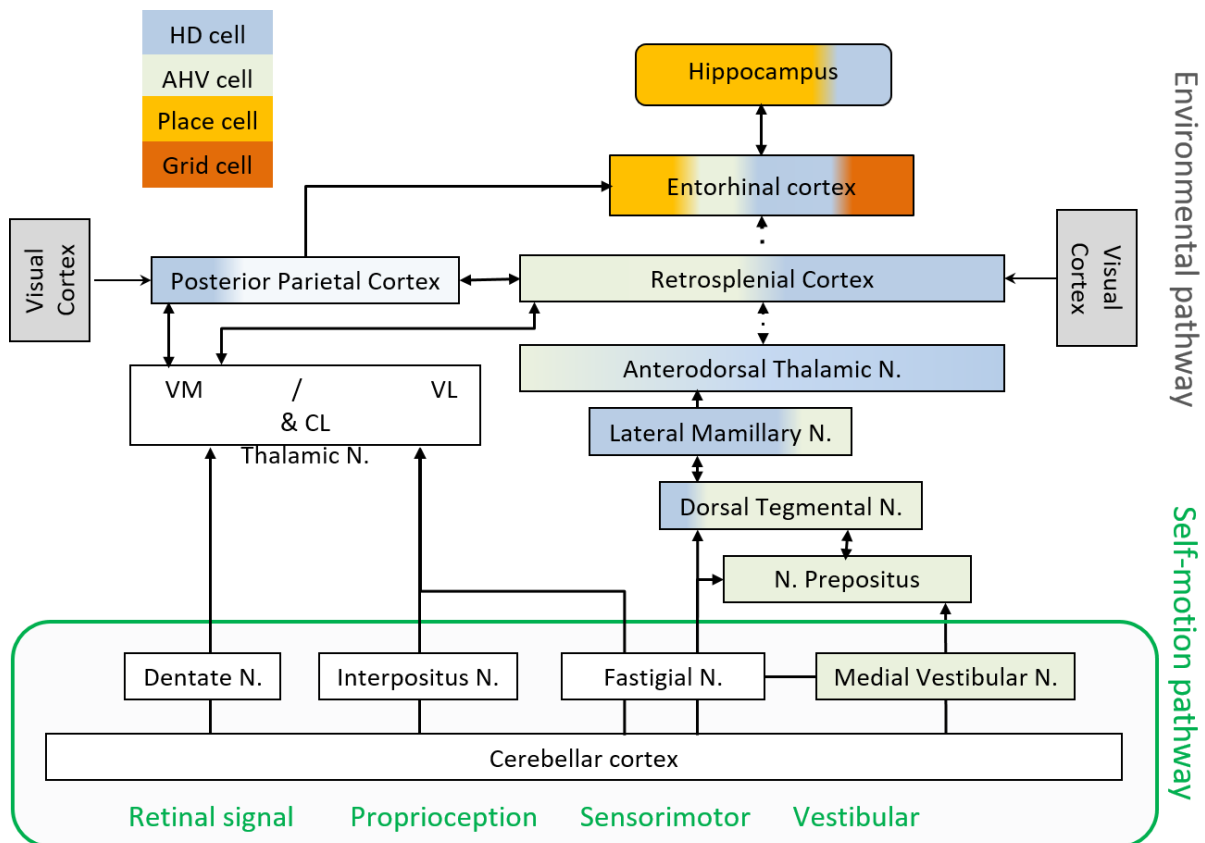 HD cell
AHV cell
Place cell
Grid cell
Hippocampus
Entorhinal cortex
Environmental pathway
Visual
Cortex
Posterior Parietal Cortex
Retrosplenial Cortex
Visual
Cortex
VM / VL
& CL
Thalamic N.
Anterodorsal Thalamic N.
Lateral Mamillary N.
Dorsal Tegmental N.
N. Prepositus
Self-motion pathway
Dentate N.
Interpositus N.
Fastigial N.
Medial Vestibular N.
Cerebellar cortex
Retinal signal Proprioception Sensorimotor Vestibular